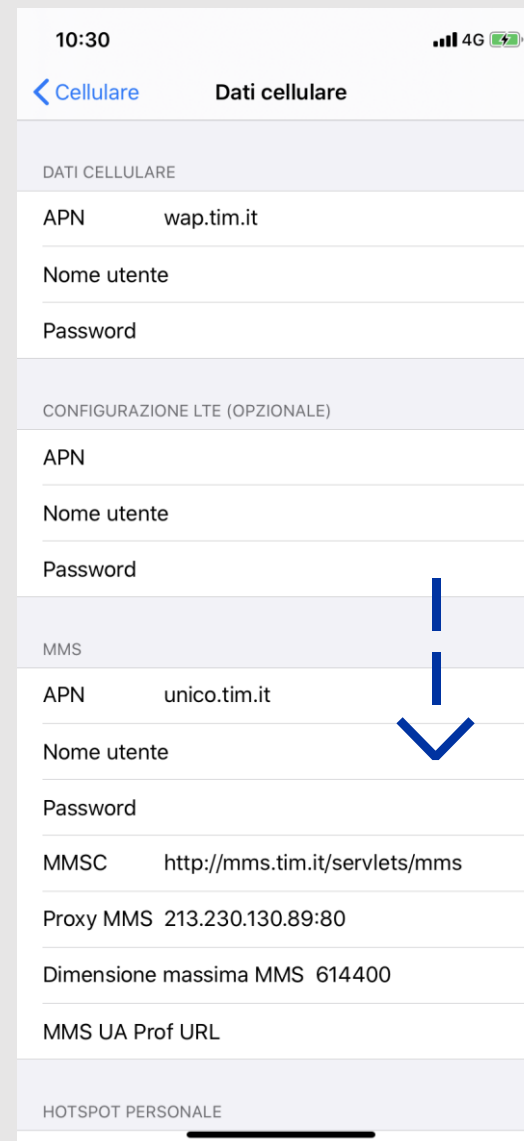 10:30
4G
Cellulare
Dati cellulare
DATI CELLULARE
APN wap.tim.it
Nome utente
Password
CONFIGURAZIONE LTE (OPZIONALE)
APN
Nome utente
Password
MMS
APN unico.tim.it
Nome utente
Password
MMSC http://mms.tim.it/servlets/mms
Proxy MMS 213.230.130.89:80
Dimensione massima MMS 614400
MMS UA Prof URL
HOTSPOT PERSONALE